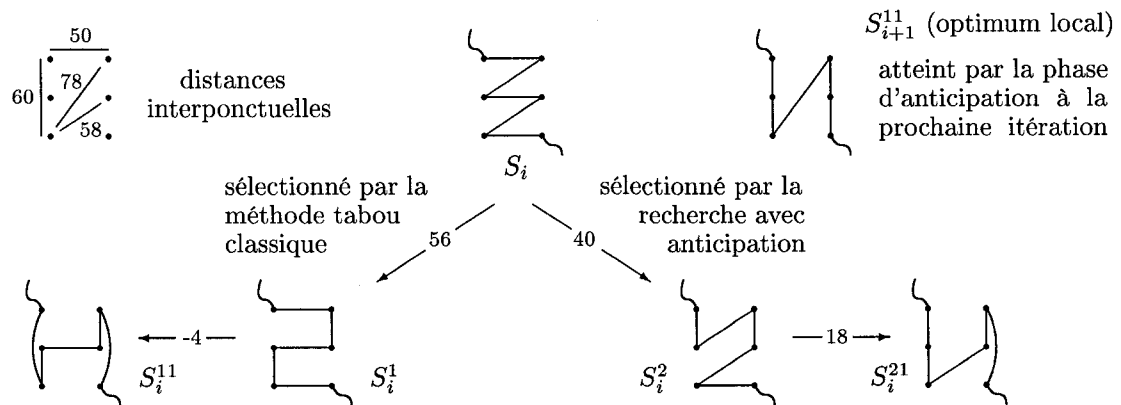 50
78
60
58
distances
interponctuelles
S_i
S_{i+1}^{11} (optimum local)
atteint par la phase
d'anticipation à la
prochaine itération
sélectionné par la
méthode tabou
classique
56
sélectionné par la
recherche avec
anticipation
40
-4
S_i^{11}
S_i^1
S_i^2
18
S_i^{21}